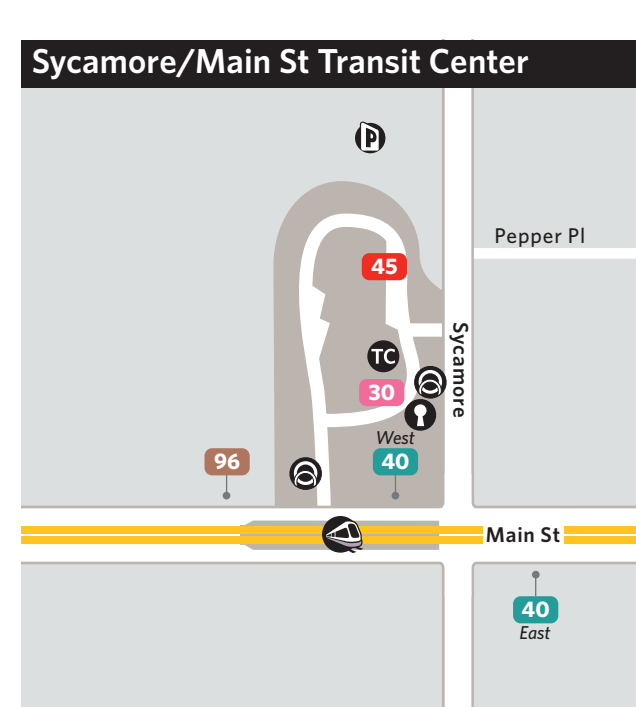 Sycamore/Main St Transit Center
P
Pepper Pl
45
Sycamore
TC
30
West
96
40
Main St
40
East